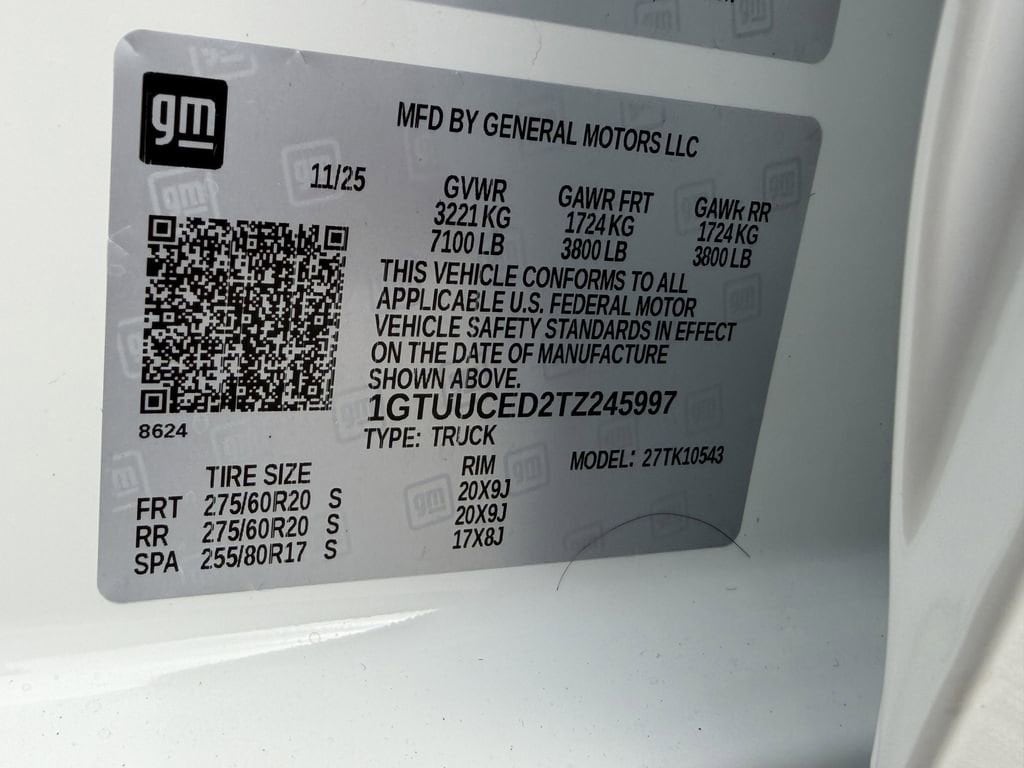 gm
MFD BY GENERAL MOTORS LLC
11/25
GVWR GAWR FRT GAWR RR
3221 KG 1724 KG 1724 KG
7100 LB 3800 LB 3800 LB
THIS VEHICLE CONFORMS TO ALL
APPLICABLE U.S. FEDERAL MOTOR
VEHICLE SAFETY STANDARDS IN EFFECT
ON THE DATE OF MANUFACTURE
SHOWN ABOVE.
1GTUUCED2TZ245997
8624
TYPE: TRUCK
MODEL: 27TK10543
TIRE SIZE RIM
FRT 275/60R20 S 20X9J
RR 275/60R20 S 20X9J
SPA 255/80R17 S 17X8J